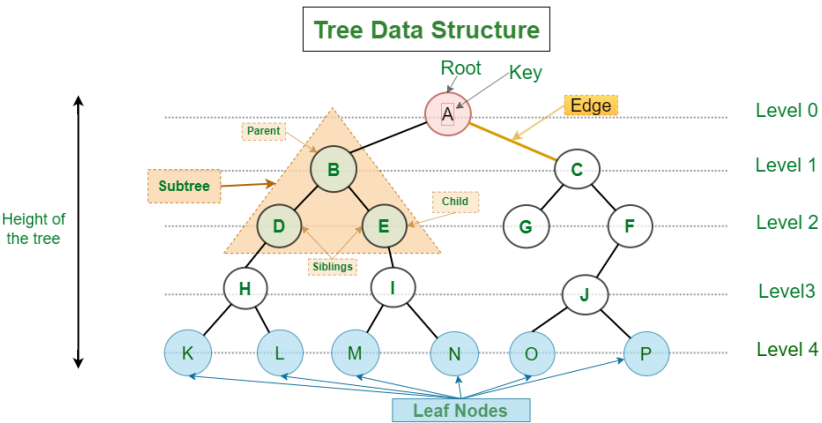 Tree Data Structure
Root
Key
A
Edge
Level 0
Parent
B
C
Level 1
Subtree
Child
Height of
the tree
D
E
G
F
Level 2
Siblings
H
I
J
Level3
K
L
M
N
O
P
Level 4
Leaf Nodes